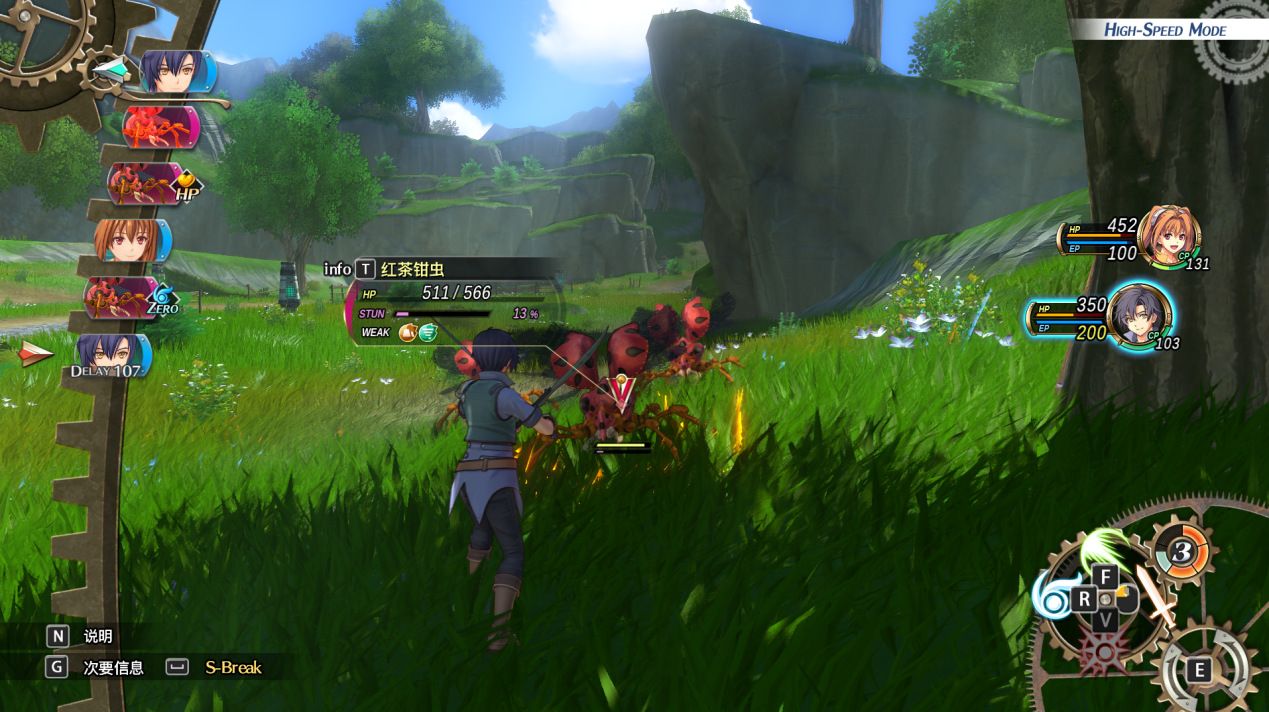 HIGH-SPEED MODE
HP
ZERO
DELAY 107
info T 红茶钳虫
HP 511 / 566
STUN 13 %
WEAK
HP 452
EP 100
CP 131
HP 350
EP 200
CP 103
3
F
R
V
E
N 说明
G 次要信息 S-Break